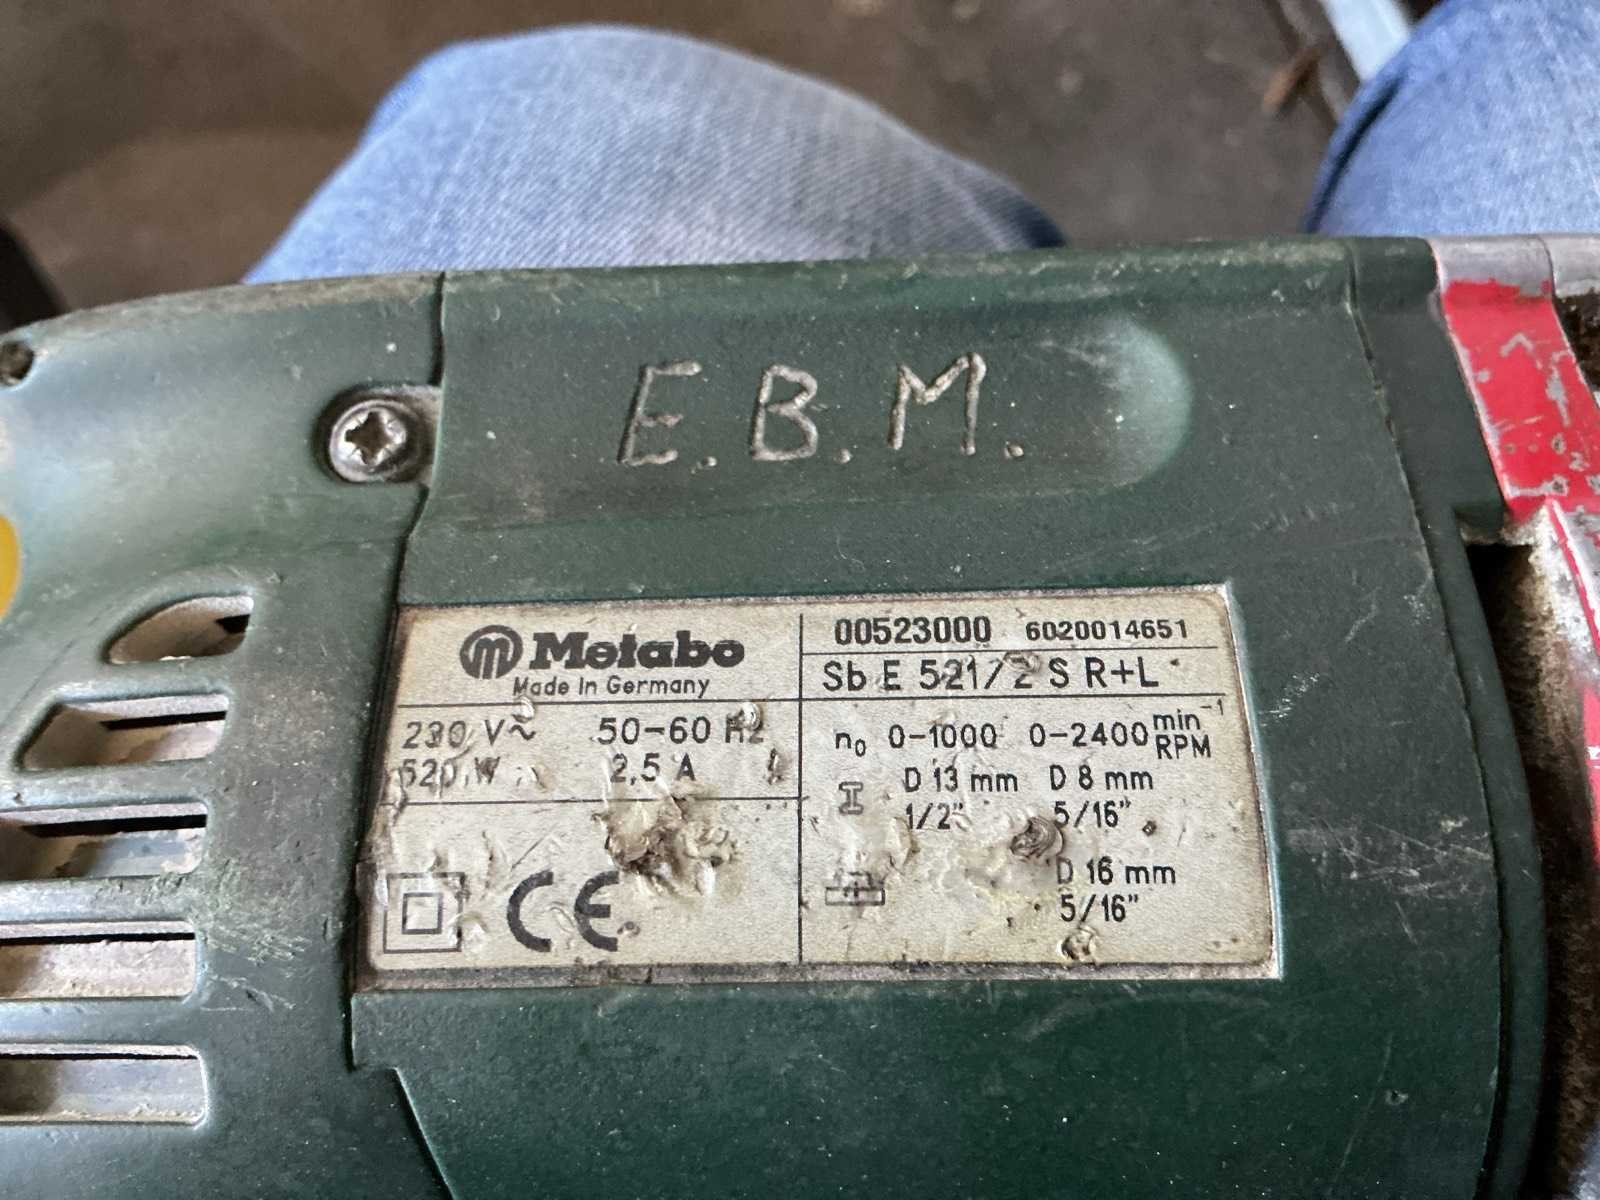 E.B.M.
Metabo
Made In Germany
230 V~ 50-60 Hz
520 W 2,5 A
CE
00523000 6020014651
Sb E 521/2 S R+L
n₀ 0-1000 0-2400 min⁻¹ RPM
D 13 mm D 8 mm
1/2" 5/16"
D 16 mm
5/16"